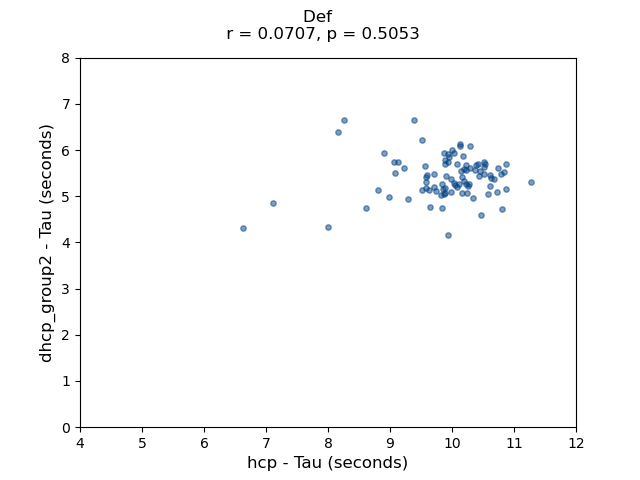 Def
r = 0.0707, p = 0.5053
8
7
6
5
4
3
2
1
0
dhcp_group2 - Tau (seconds)
4 5 6 7 8 9 10 11 12
hcp - Tau (seconds)